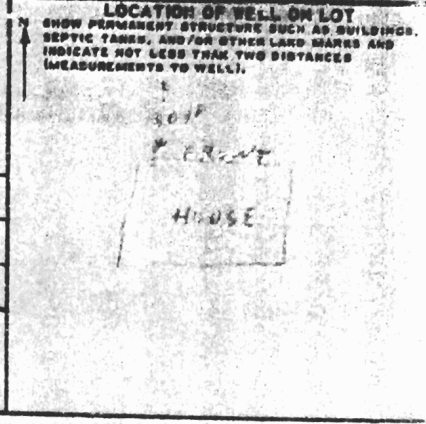 LOCATION OF WELL ON LOT
N SHOW PERMANENT STRUCTURE SUCH AS BUILDINGS,
SEPTIC TANKS, AND/OR OTHER LAND MARKS AND
INDICATE NOT LESS THAN TWO DISTANCES
(MEASUREMENTS TO WELL).
FRONT
HOUSE